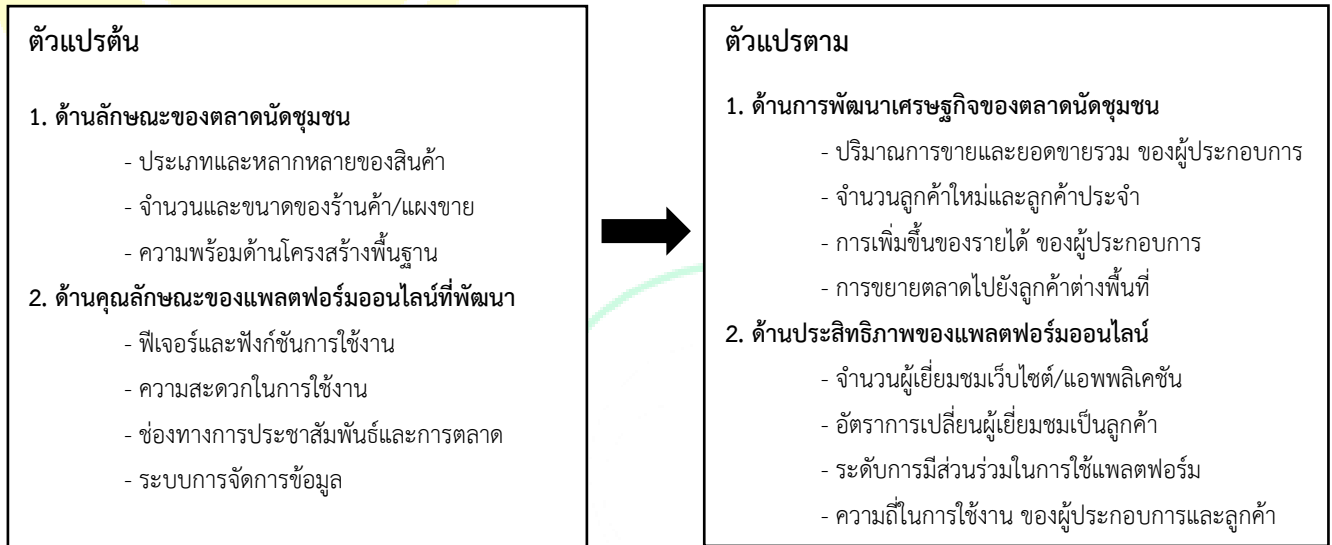 ตัวแปรต้น
1. ด้านลักษณะของตลาดนัดชุมชน
- ประเภทและหลากหลายของสินค้า
- จำนวนและขนาดของร้านค้า/แผงขาย
- ความพร้อมด้านโครงสร้างพื้นฐาน
2. ด้านคุณลักษณะของแพลตฟอร์มออนไลน์ที่พัฒนา
- ฟีเจอร์และฟังก์ชันการใช้งาน
- ความสะดวกในการใช้งาน
- ช่องทางการประชาสัมพันธ์และการตลาด
- ระบบการจัดการข้อมูล
ตัวแปรตาม
1. ด้านการพัฒนาเศรษฐกิจของตลาดนัดชุมชน
- ปริมาณการขายและยอดขายรวม ของผู้ประกอบการ
- จำนวนลูกค้าใหม่และลูกค้าประจำ
- การเพิ่มขึ้นของรายได้ ของผู้ประกอบการ
- การขยายตลาดไปยังลูกค้าต่างพื้นที่
2. ด้านประสิทธิภาพของแพลตฟอร์มออนไลน์
- จำนวนผู้เยี่ยมชมเว็บไซต์/แอพพลิเคชัน
- อัตราการเปลี่ยนผู้เยี่ยมชมเป็นลูกค้า
- ระดับการมีส่วนร่วมในการใช้แพลตฟอร์ม
- ความถี่ในการใช้งาน ของผู้ประกอบการและลูกค้า